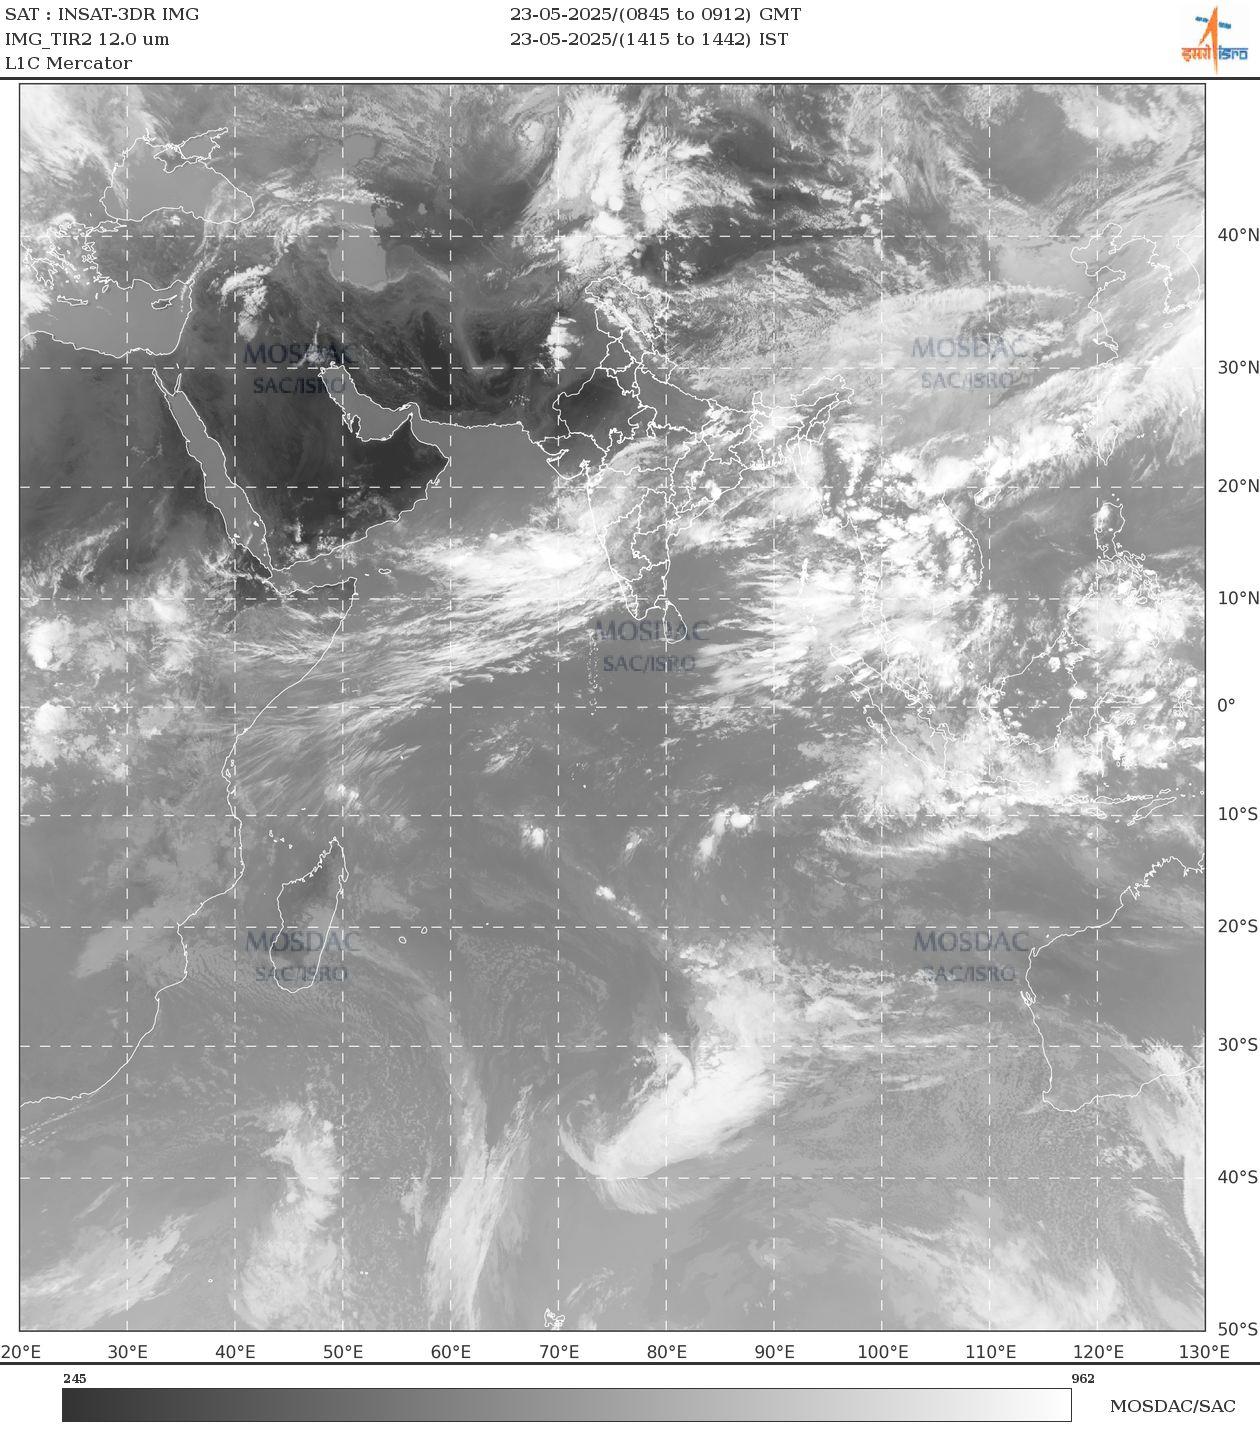 SAT : INSAT-3DR IMG
IMG_TIR2 12.0 um
L1C Mercator
23-05-2025/(0845 to 0912) GMT
23-05-2025/(1415 to 1442) IST
इसरो isro
40°N
30°N
20°N
10°N
0°
10°S
20°S
30°S
40°S
50°S
MOSDAC
SAC/ISRO
MOSDAC
SAC/ISRO
MOSDAC
SAC/ISRO
MOSDAC
SAC/ISRO
MOSDAC
SAC/ISRO
20°E 30°E 40°E 50°E 60°E 70°E 80°E 90°E 100°E 110°E 120°E 130°E
245 962
MOSDAC/SAC